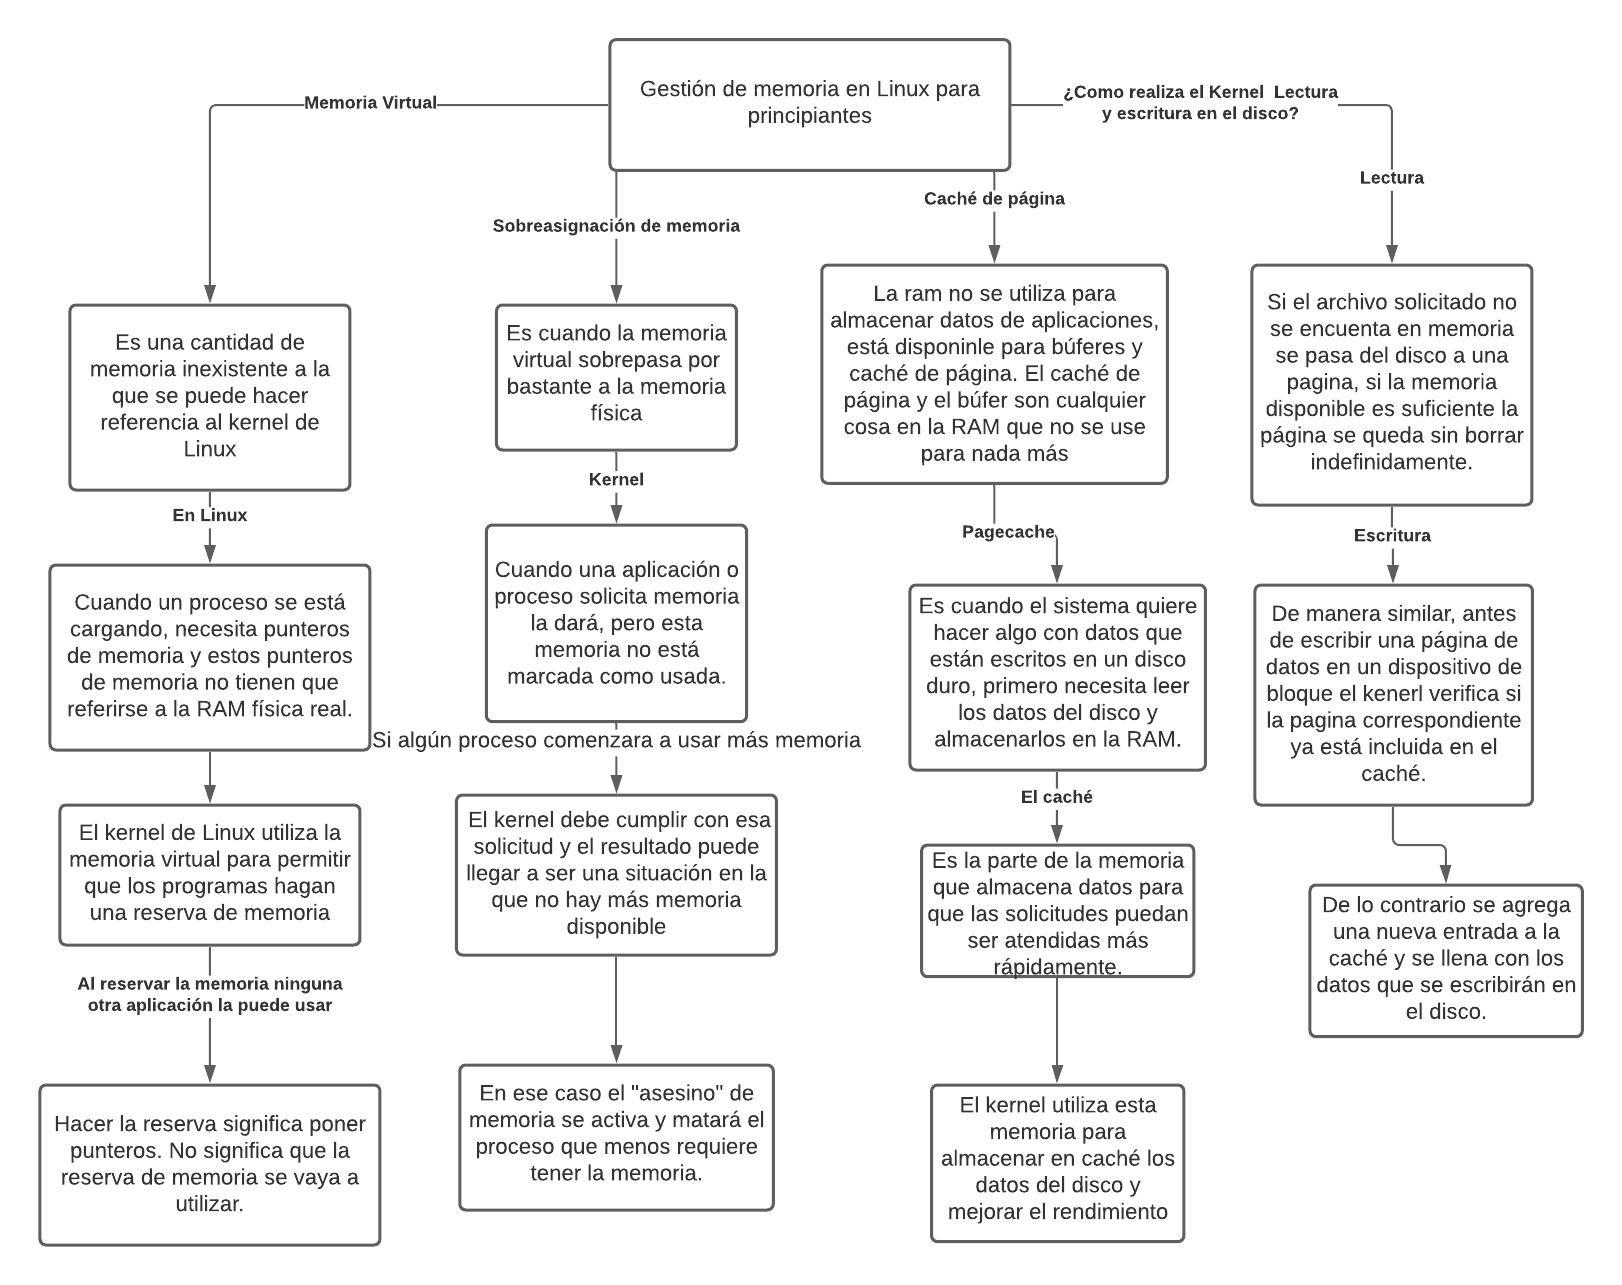 Gestión de memoria en Linux para
principiantes
Memoria Virtual
Es una cantidad de
memoria inexistente a la
que se puede hacer
referencia al kernel de
Linux
En Linux
Cuando un proceso se está
cargando, necesita punteros
de memoria y estos punteros
de memoria no tienen que
referirse a la RAM física real.
El kernel de Linux utiliza la
memoria virtual para permitir
que los programas hagan
una reserva de memoria
Al reservar la memoria ninguna
otra aplicación la puede usar
Hacer la reserva significa poner
punteros. No significa que la
reserva de memoria se vaya a
utilizar.
Sobreasignación de memoria
Es cuando la memoria
virtual sobrepasa por
bastante a la memoria
física
Kernel
Cuando una aplicación o
proceso solicita memoria
la dará, pero esta
memoria no está
marcada como usada.
Si algún proceso comenzara a usar más memoria
El kernel debe cumplir con esa
solicitud y el resultado puede
llegar a ser una situación en la
que no hay más memoria
disponible
En ese caso el "asesino" de
memoria se activa y matará el
proceso que menos requiere
tener la memoria.
Caché de página
La ram no se utiliza para
almacenar datos de aplicaciones,
está disponinle para búferes y
caché de página. El caché de
página y el búfer son cualquier
cosa en la RAM que no se use
para nada más
Pagecache
Es cuando el sistema quiere
hacer algo con datos que
están escritos en un disco
duro, primero necesita leer
los datos del disco y
almacenarlos en la RAM.
El caché
Es la parte de la memoria
que almacena datos para
que las solicitudes puedan
ser atendidas más
rápidamente.
El kernel utiliza esta
memoria para
almacenar en caché los
datos del disco y
mejorar el rendimiento
¿Como realiza el Kernel Lectura
y escritura en el disco?
Lectura
Si el archivo solicitado no
se encuenta en memoria
se pasa del disco a una
pagina, si la memoria
disponible es suficiente la
página se queda sin borrar
indefinidamente.
Escritura
De manera similar, antes
de escribir una página de
datos en un dispositivo de
bloque el kenerl verifica si
la pagina correspondiente
ya está incluida en el
caché.
De lo contrario se agrega
una nueva entrada a la
caché y se llena con los
datos que se escribirán en
el disco.